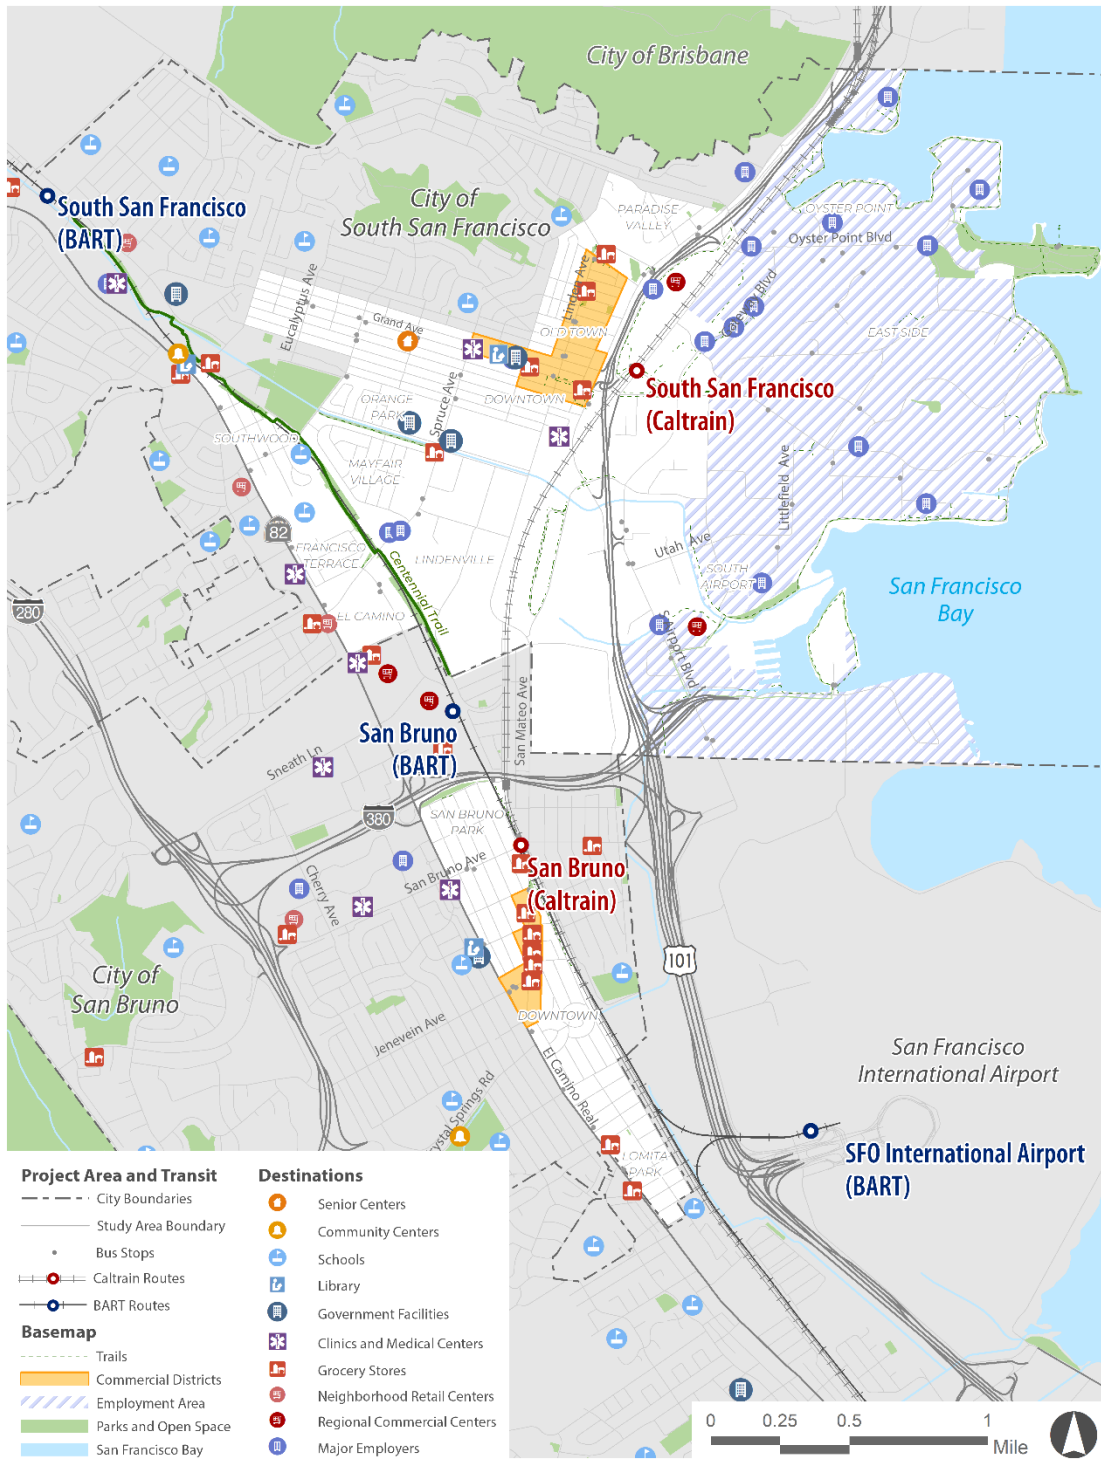 City of Brisbane
City of
South San Francisco
PARADISE
VALLEY
South San Francisco
(BART)
OYSTER POINT
Oyster Point Blvd
Eucalyptus Ave
Linden Ave
Grand Ave
OLD TOWN
EAST SIDE
South San Francisco
(Caltrain)
ORANGE
PARK
Spruce Ave
DOWNTOWN
SOUTHWOOD
MAYFAIR
VILLAGE
Littlefield Ave
82
FRANCISCO
TERRACE
LINDENVILLE
Centennial Trail
Utah Ave
SOUTH
AIRPORT
S Airport Blvd
San Francisco
Bay
280
EL CAMINO
San Bruno
(BART)
San Mateo Ave
Sneath Ln
380
SAN BRUNO
PARK
San Bruno Ave
San Bruno
(Caltrain)
Cherry Ave
101
City of
San Bruno
DOWNTOWN
Jenevein Ave
El Camino Real
San Francisco
International Airport
Crystal Springs Rd
LOMITA
PARK
SFO International Airport
(BART)
Project Area and Transit
City Boundaries
Study Area Boundary
Bus Stops
Caltrain Routes
BART Routes
Basemap
Trails
Commercial Districts
Employment Area
Parks and Open Space
San Francisco Bay
Destinations
Senior Centers
Community Centers
Schools
Library
Government Facilities
Clinics and Medical Centers
Grocery Stores
Neighborhood Retail Centers
Regional Commercial Centers
Major Employers
0 0.25 0.5 1
Mile